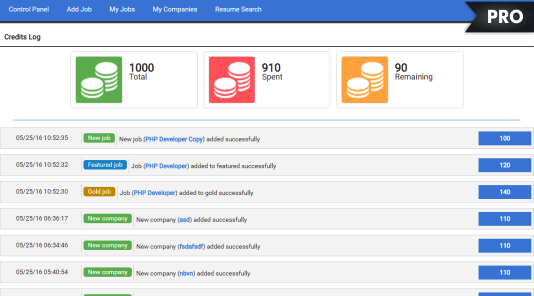 Control Panel Add Job My Jobs My Companies Resume Search
PRO
Credits Log
1000 Total
910 Spent
90 Remaining
05/25/16 10:52:35 New job New job (PHP Developer Copy) added successfully 100
05/25/16 10:52:32 Featured job Job (PHP Developer) added to featured successfully 120
05/25/16 10:52:30 Gold job Job (PHP Developer) added to gold successfully 140
05/25/16 06:36:17 New company New company (asd) added successfully 110
05/25/16 06:34:46 New company New company (fsdafsdf) added successfully 110
05/25/16 05:40:54 New company New company (nbvn) added successfully 110